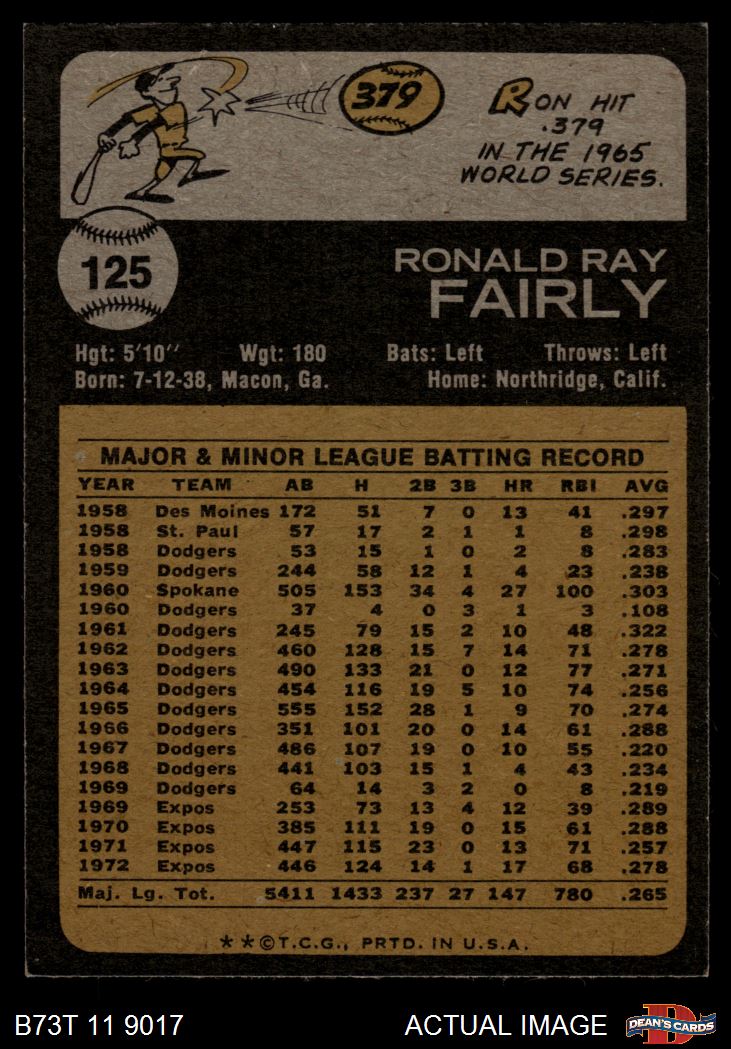 379
RON HIT
.379
IN THE 1965
WORLD SERIES.
125
RONALD RAY
FAIRLY
Hgt: 5'10'' Wgt: 180 Bats: Left Throws: Left
Born: 7-12-38, Macon, Ga. Home: Northridge, Calif.
MAJOR & MINOR LEAGUE BATTING RECORD
YEAR TEAM AB H 2B 3B HR RBI AVG
1958 Des Moines 172 51 7 0 13 41 .297
1958 St. Paul 57 17 2 1 1 8 .298
1958 Dodgers 53 15 1 0 2 8 .283
1959 Dodgers 244 58 12 1 4 23 .238
1960 Spokane 505 153 34 4 27 100 .303
1960 Dodgers 37 4 0 3 1 3 .108
1961 Dodgers 245 79 15 2 10 48 .322
1962 Dodgers 460 128 15 7 14 71 .278
1963 Dodgers 490 133 21 0 12 77 .271
1964 Dodgers 454 116 19 5 10 74 .256
1965 Dodgers 555 152 28 1 9 70 .274
1966 Dodgers 351 101 20 0 14 61 .288
1967 Dodgers 486 107 19 0 10 55 .220
1968 Dodgers 441 103 15 1 4 43 .234
1969 Dodgers 64 14 3 2 0 8 .219
1969 Expos 253 73 13 4 12 39 .289
1970 Expos 385 111 19 0 15 61 .288
1971 Expos 447 115 23 0 13 71 .257
1972 Expos 446 124 14 1 17 68 .278
Maj. Lg. Tot. 5411 1433 237 27 147 780 .265
**©T.C.G., PRTD. IN U.S.A.
B73T 11 9017 ACTUAL IMAGE DEAN'S CARDS